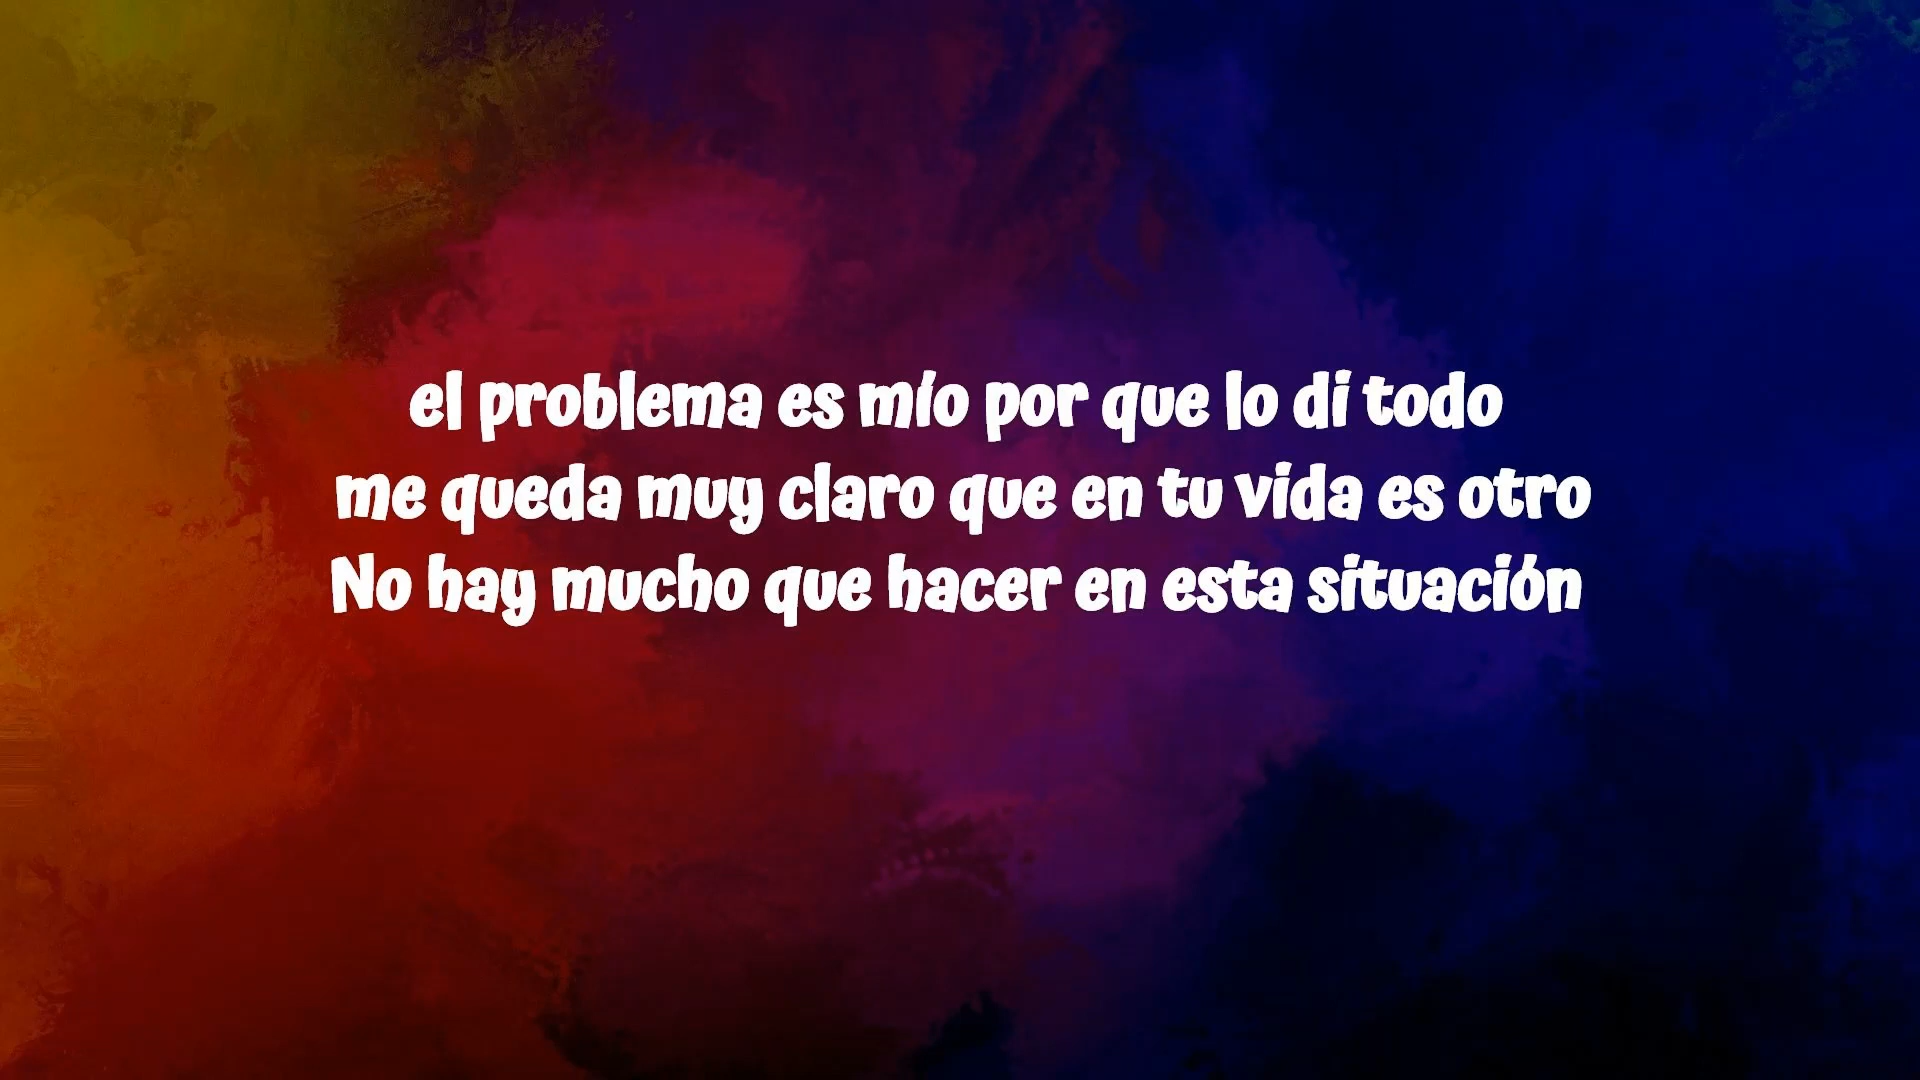 el problema es mío por que lo di todo
me queda muy claro que en tu vida es otro
No hay mucho que hacer en esta situación